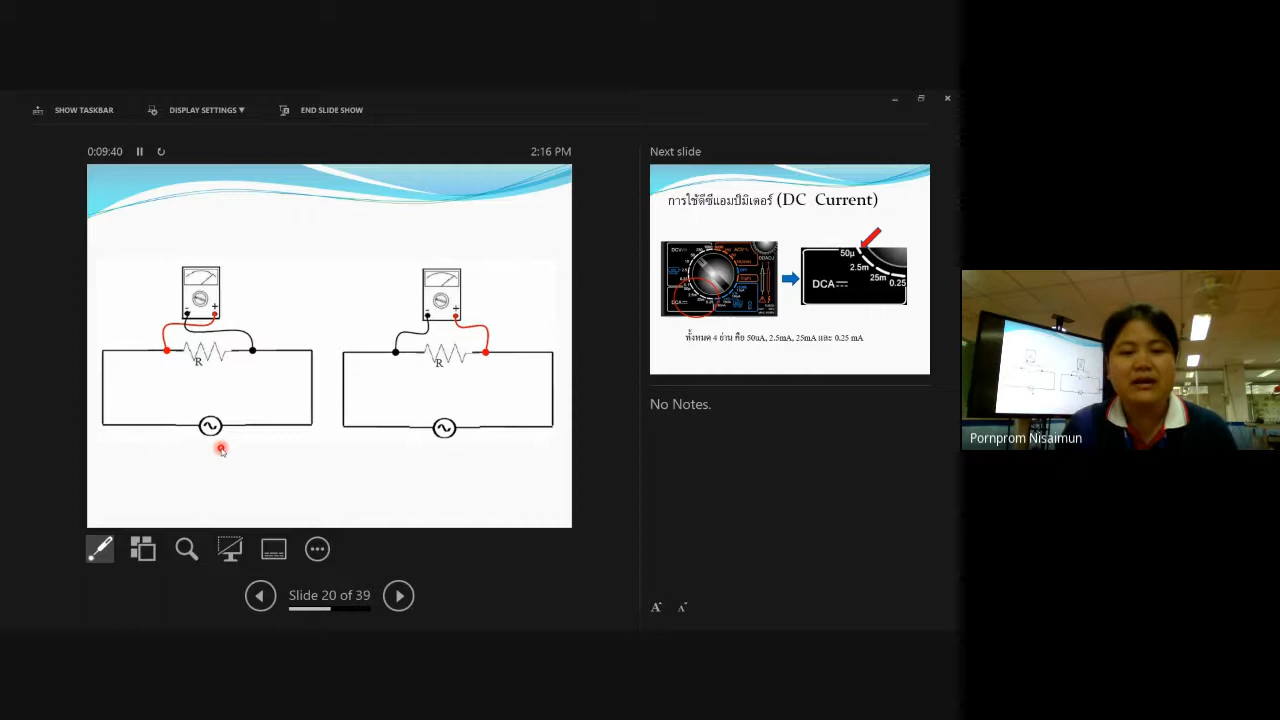 SHOW TASKBAR
DISPLAY SETTINGS ▼
END SLIDE SHOW
0:09:40
2:16 PM
- +
R
- +
R
Next slide
การใช้ดีซีแอมป์มิเตอร์ (DC Current)
DCV
DCA
50µ
2.5m
25m
0.25
DCA
ทั้งหมด 4 ย่าน คือ 50uA, 2.5mA, 25mA และ 0.25 mA
No Notes.
Slide 20 of 39
A A
Pornprom Nisaimun